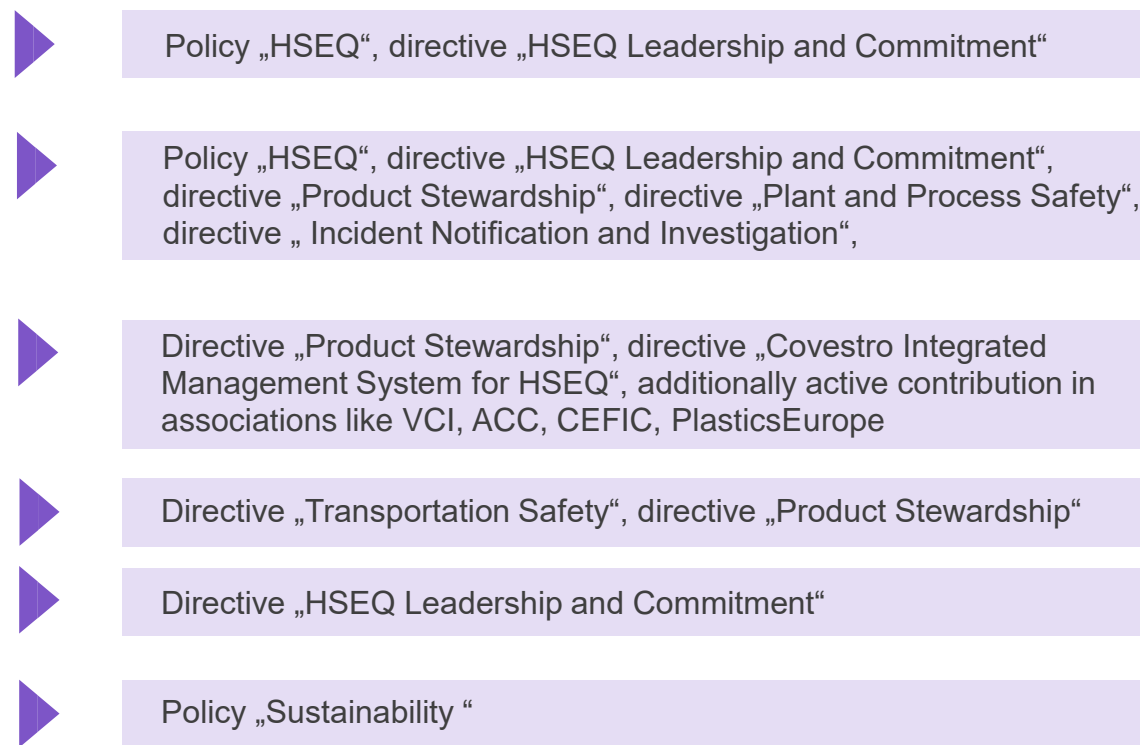 Policy „HSEQ“, directive „HSEQ Leadership and Commitment“
Policy „HSEQ“, directive „HSEQ Leadership and Commitment“,
directive „Product Stewardship“, directive „Plant and Process Safety“,
directive „ Incident Notification and Investigation“,
Directive „Product Stewardship“, directive „Covestro Integrated
Management System for HSEQ“, additionally active contribution in
associations like VCI, ACC, CEFIC, PlasticsEurope
Directive „Transportation Safety“, directive „Product Stewardship“
Directive „HSEQ Leadership and Commitment“
Policy „Sustainability “